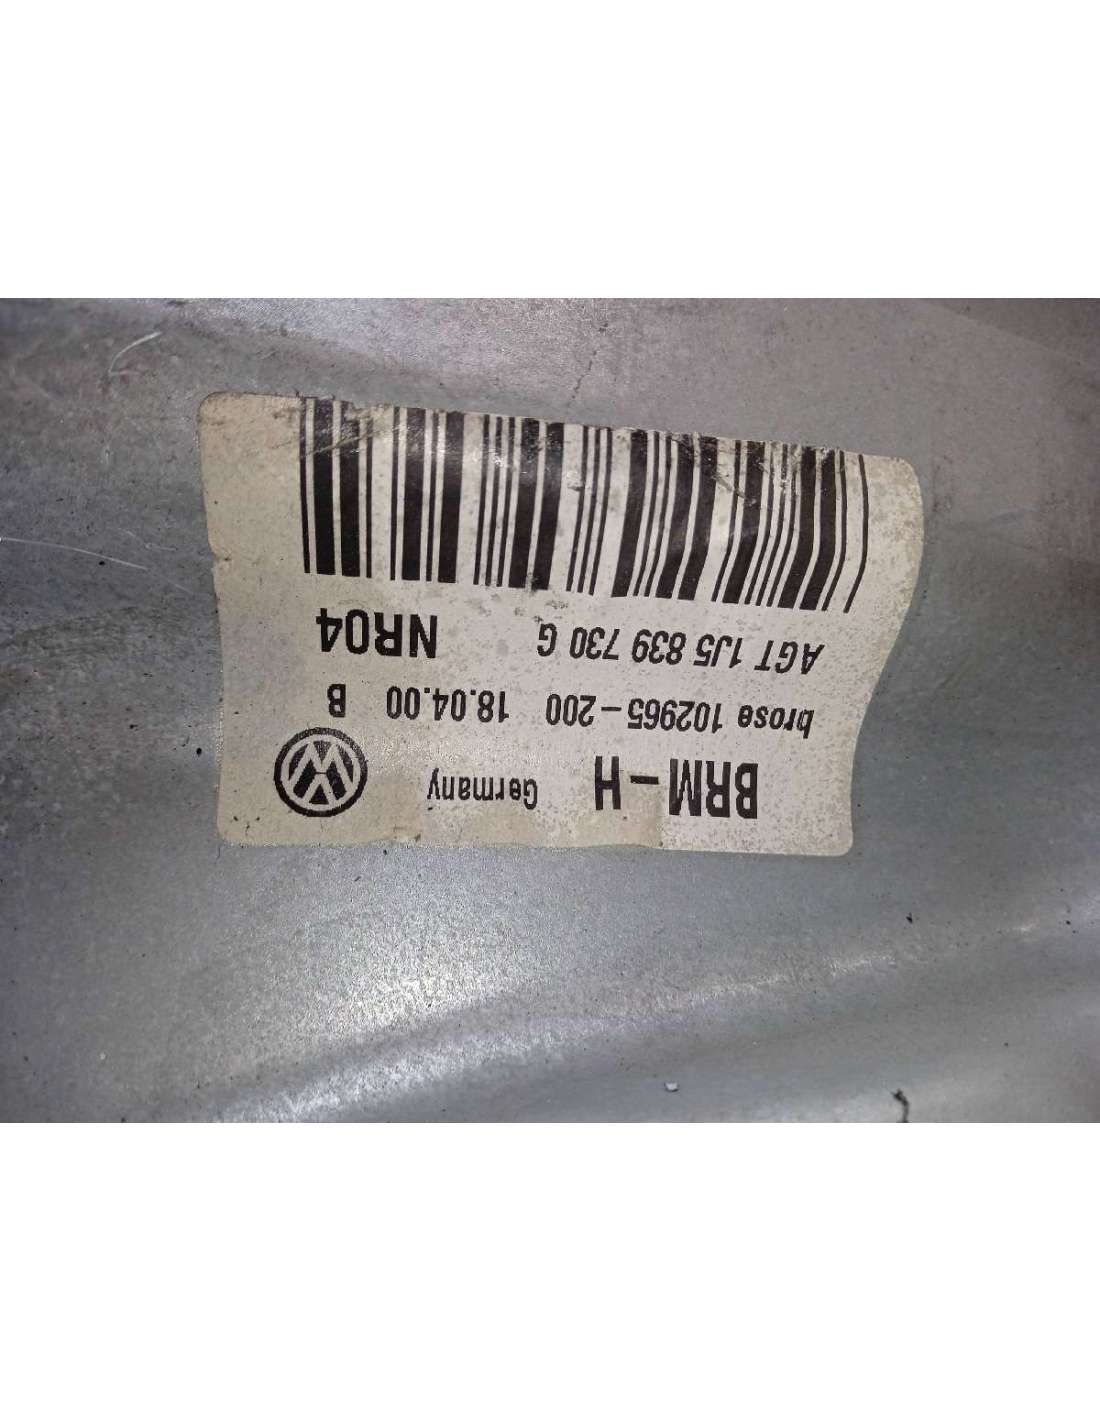 BRM-H Germany
brose 102965-200 18.04.00 B
AGT 1J5 839 730 G NR04